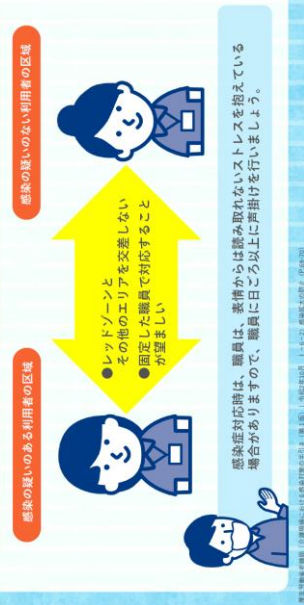 感染の疑いのある利用者の区域
感染の疑いのない利用者の区域
●レッドゾーンと
その他のエリアを交差しない
●固定した職員で対応すること
が望ましい
感染症対応時は、職員は、表情からは読み取れないストレスを抱えている
場合がありますので、職員に日ごろ以上に声掛けを行いましょう。